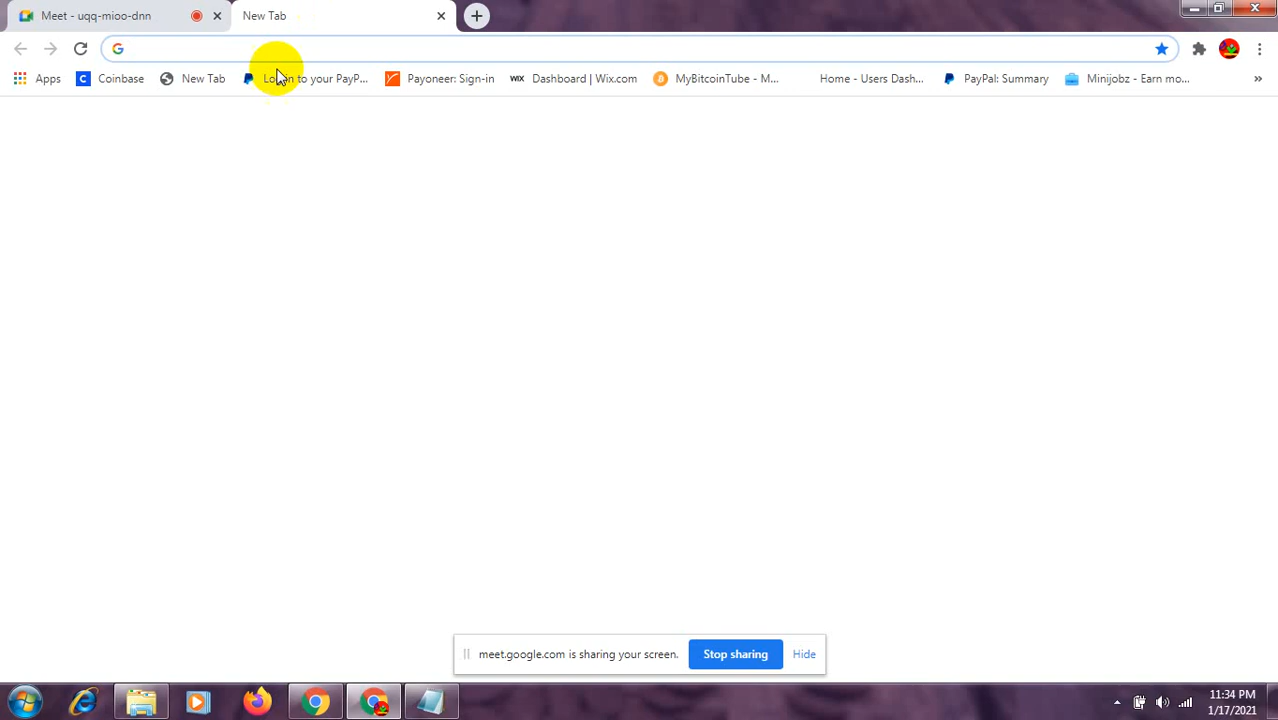 Meet - uqq-mioo-dnn
New Tab
Apps
Coinbase
New Tab
to your PayP...
Payoneer: Sign-in
WIX Dashboard | Wix.com
MyBitcoinTube - M...
Home - Users Dash...
PayPal: Summary
Minijobz - Earn mo...
»
meet.google.com is sharing your screen.
Stop sharing
Hide
11:34 PM
1/17/2021